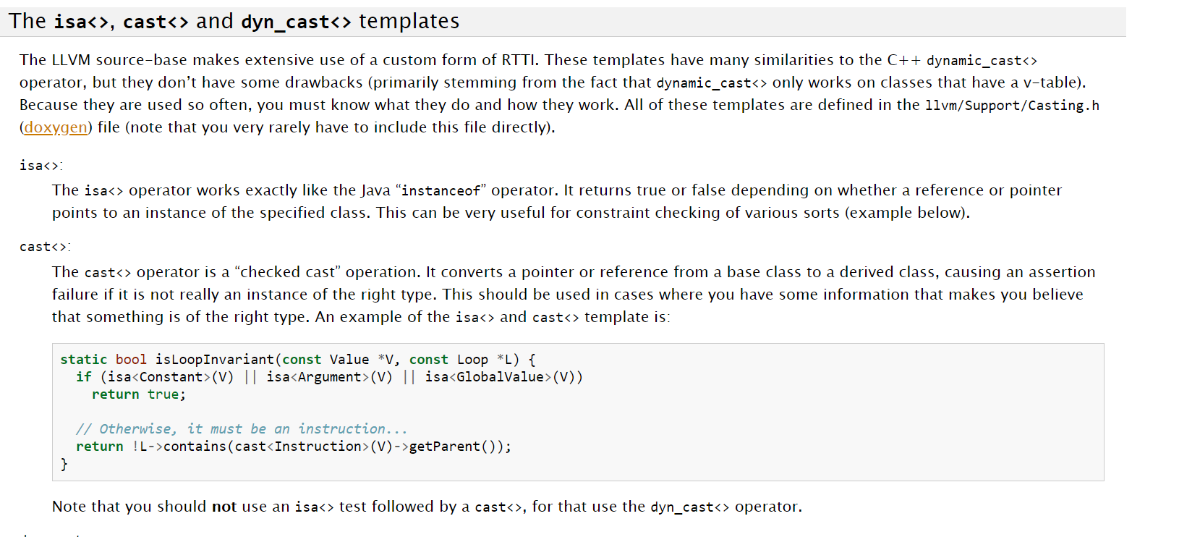 The isa<>, cast<> and dyn_cast<> templates
The LLVM source-base makes extensive use of a custom form of RTTI. These templates have many similarities to the C++ dynamic_cast<>
operator, but they don’t have some drawbacks (primarily stemming from the fact that dynamic_cast<> only works on classes that have a v-table).
Because they are used so often, you must know what they do and how they work. All of these templates are defined in the llvm/Support/Casting.h
(doxygen) file (note that you very rarely have to include this file directly).
isa<>:
The isa<> operator works exactly like the Java “instanceof” operator. It returns true or false depending on whether a reference or pointer
points to an instance of the specified class. This can be very useful for constraint checking of various sorts (example below).
cast<>:
The cast<> operator is a “checked cast” operation. It converts a pointer or reference from a base class to a derived class, causing an assertion
failure if it is not really an instance of the right type. This should be used in cases where you have some information that makes you believe
that something is of the right type. An example of the isa<> and cast<> template is:
static bool isLoopInvariant(const Value *V, const Loop *L) {
if (isa<Constant>(V) || isa<Argument>(V) || isa<GlobalValue>(V))
return true;
// Otherwise, it must be an instruction...
return !L->contains(cast<Instruction>(V)->getParent());
}
Note that you should not use an isa<> test followed by a cast<>, for that use the dyn_cast<> operator.